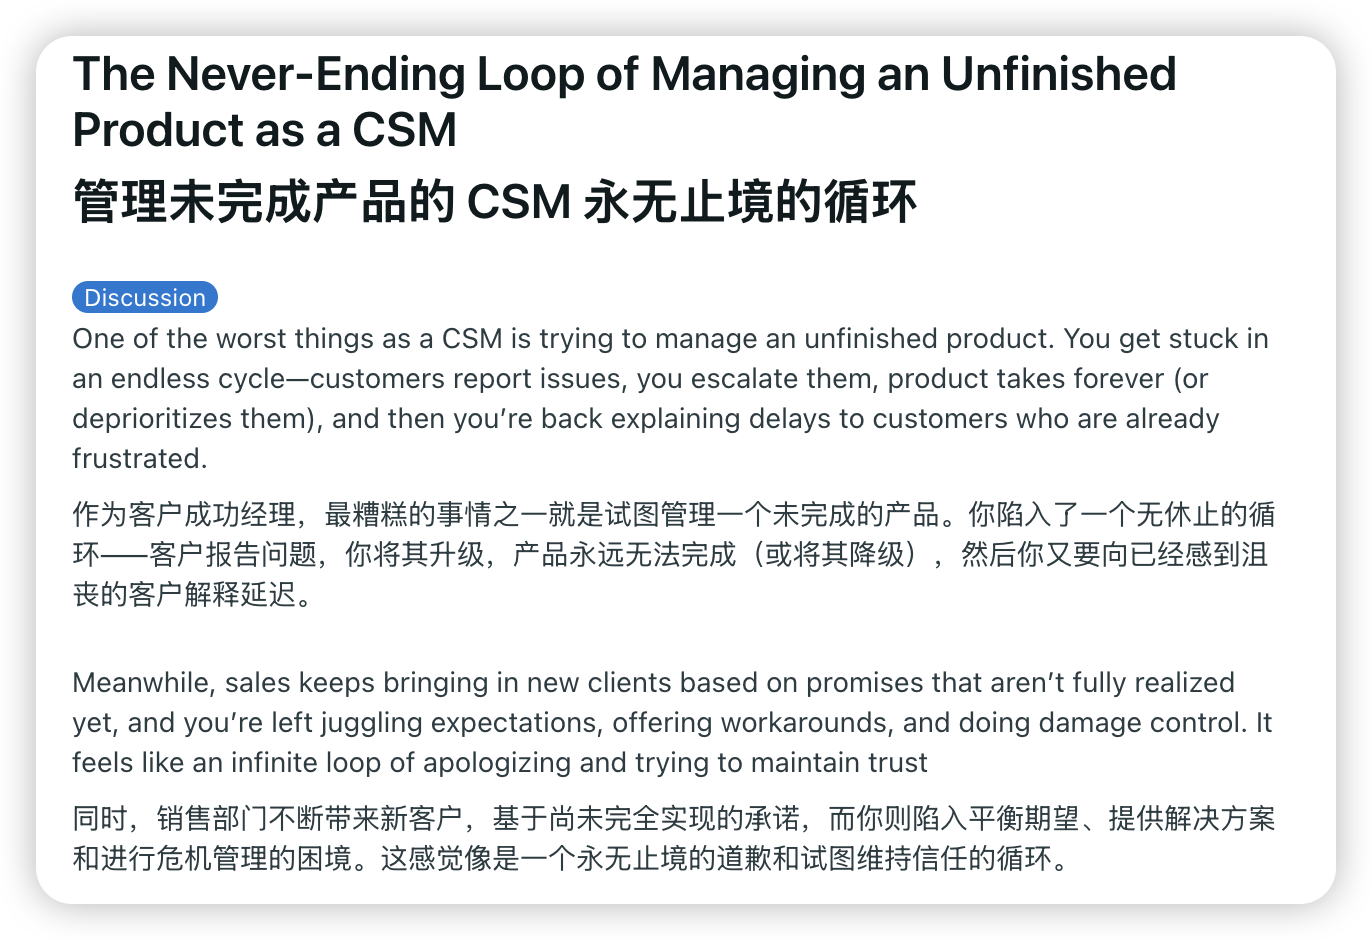 The Never-Ending Loop of Managing an Unfinished
Product as a CSM
管理未完成产品的 CSM 永无止境的循环
Discussion
One of the worst things as a CSM is trying to manage an unfinished product. You get stuck in
an endless cycle—customers report issues, you escalate them, product takes forever (or
deprioritizes them), and then you’re back explaining delays to customers who are already
frustrated.
作为客户成功经理，最糟糕的事情之一就是试图管理一个未完成的产品。你陷入了一个无休止的循
环——客户报告问题，你将其升级，产品永远无法完成（或将其降级），然后你又要向已经感到沮
丧的客户解释延迟。
Meanwhile, sales keeps bringing in new clients based on promises that aren’t fully realized
yet, and you’re left juggling expectations, offering workarounds, and doing damage control. It
feels like an infinite loop of apologizing and trying to maintain trust
同时，销售部门不断带来新客户，基于尚未完全实现的承诺，而你则陷入平衡期望、提供解决方案
和进行危机管理的困境。这感觉像是一个永无止境的道歉和试图维持信任的循环。